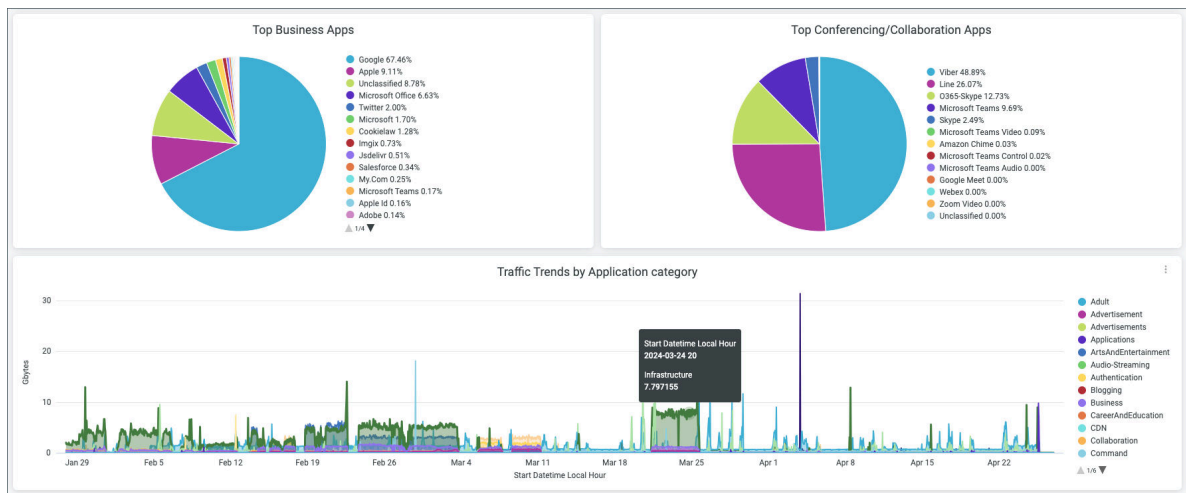 Top Business Apps
Google 67.46%
Apple 9.11%
Unclassified 8.78%
Microsoft Office 6.63%
Twitter 2.00%
Microsoft 1.70%
Cookielaw 1.28%
Imgix 0.73%
Jsdelivr 0.51%
Salesforce 0.34%
My.Com 0.25%
Microsoft Teams 0.17%
Apple Id 0.16%
Adobe 0.14%
1/4
Top Conferencing/Collaboration Apps
Viber 48.89%
Line 26.07%
O365-Skype 12.73%
Microsoft Teams 9.69%
Skype 2.49%
Microsoft Teams Video 0.09%
Amazon Chime 0.03%
Microsoft Teams Control 0.02%
Microsoft Teams Audio 0.00%
Google Meet 0.00%
Webex 0.00%
Zoom Video 0.00%
Unclassified 0.00%
Traffic Trends by Application category
Gbytes
30
20
10
0
Start Datetime Local Hour
2024-03-24 20
Infrastructure
7.797155
Jan 29
Feb 5
Feb 12
Feb 19
Feb 26
Mar 4
Mar 11
Mar 18
Mar 25
Apr 1
Apr 8
Apr 15
Apr 22
Start Datetime Local Hour
Adult
Advertisement
Advertisements
Applications
ArtsAndEntertainment
Audio-Streaming
Authentication
Blogging
Business
CareerAndEducation
CDN
Collaboration
Command
1/6